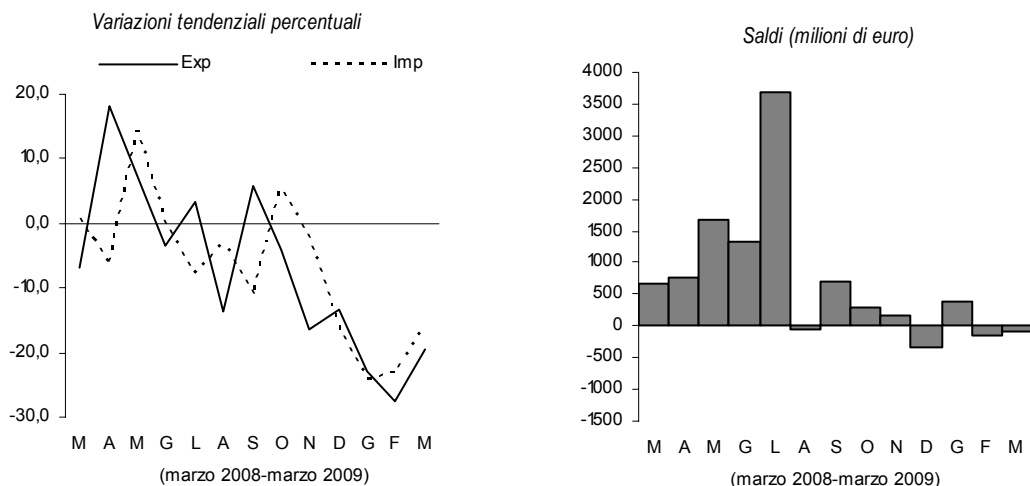 Variazioni tendenziali percentuali
Exp
Imp
20,0
10,0
0,0
-10,0
-20,0
-30,0
M A M G L A S O N D G F M
(marzo 2008-marzo 2009)
Saldi (milioni di euro)
4000
3500
3000
2500
2000
1500
1000
500
0
-500
-1000
-1500
M A M G L A S O N D G F M
(marzo 2008-marzo 2009)